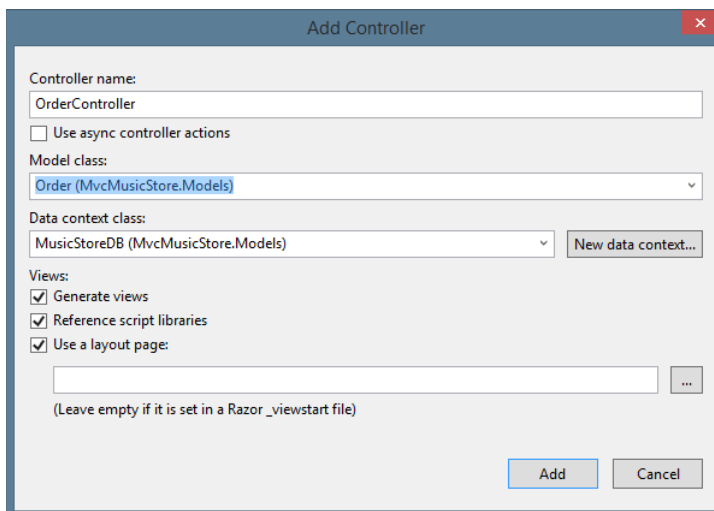 Add Controller
Controller name:
OrderController
Use async controller actions
Model class:
Order (MvcMusicStore.Models)
Data context class:
MusicStoreDB (MvcMusicStore.Models)
New data context...
Views:
Generate views
Reference script libraries
Use a layout page:
...
(Leave empty if it is set in a Razor _viewstart file)
Add
Cancel